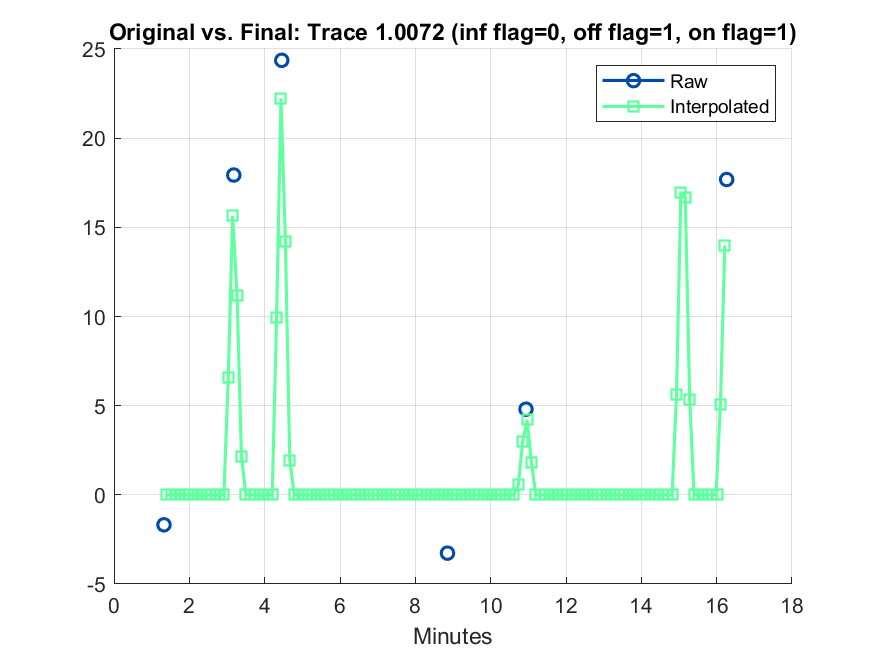 Original vs. Final: Trace 1.0072 (inf flag=0, off flag=1, on flag=1)
25
20
15
10
5
0
-5
Raw
Interpolated
0 2 4 6 8 10 12 14 16 18
Minutes